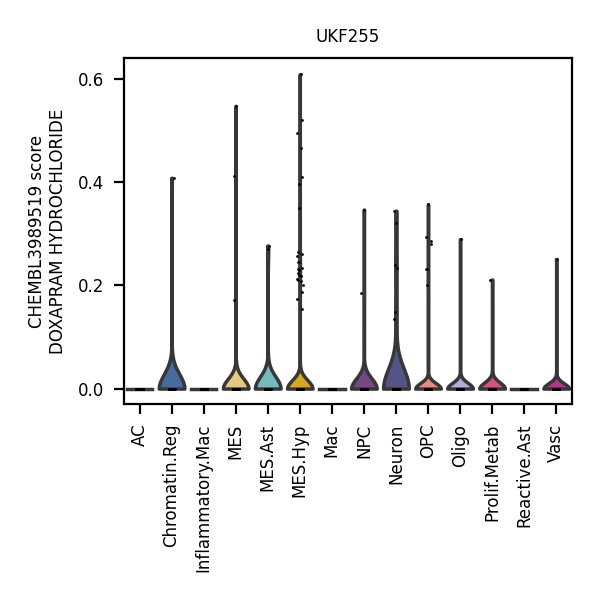 UKF255
CHEMBL3989519 score
DOXAPRAM HYDROCHLORIDE
0.6
0.4
0.2
0.0
AC
Chromatin.Reg
Inflammatory.Mac
MES
MES.Ast
MES.Hyp
Mac
NPC
Neuron
OPC
Oligo
Prolif.Metab
Reactive.Ast
Vasc